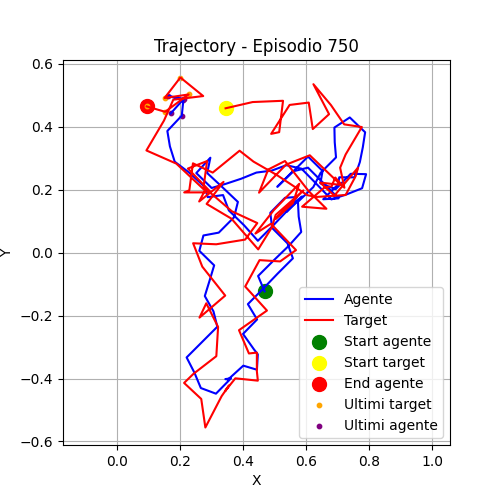 Trajectory - Episodio 750
0.6
0.4
0.2
0.0
−0.2
−0.4
−0.6
Y
0.0
0.2
0.4
0.6
0.8
1.0
X
Agente
Target
Start agente
Start target
End agente
Ultimi target
Ultimi agente